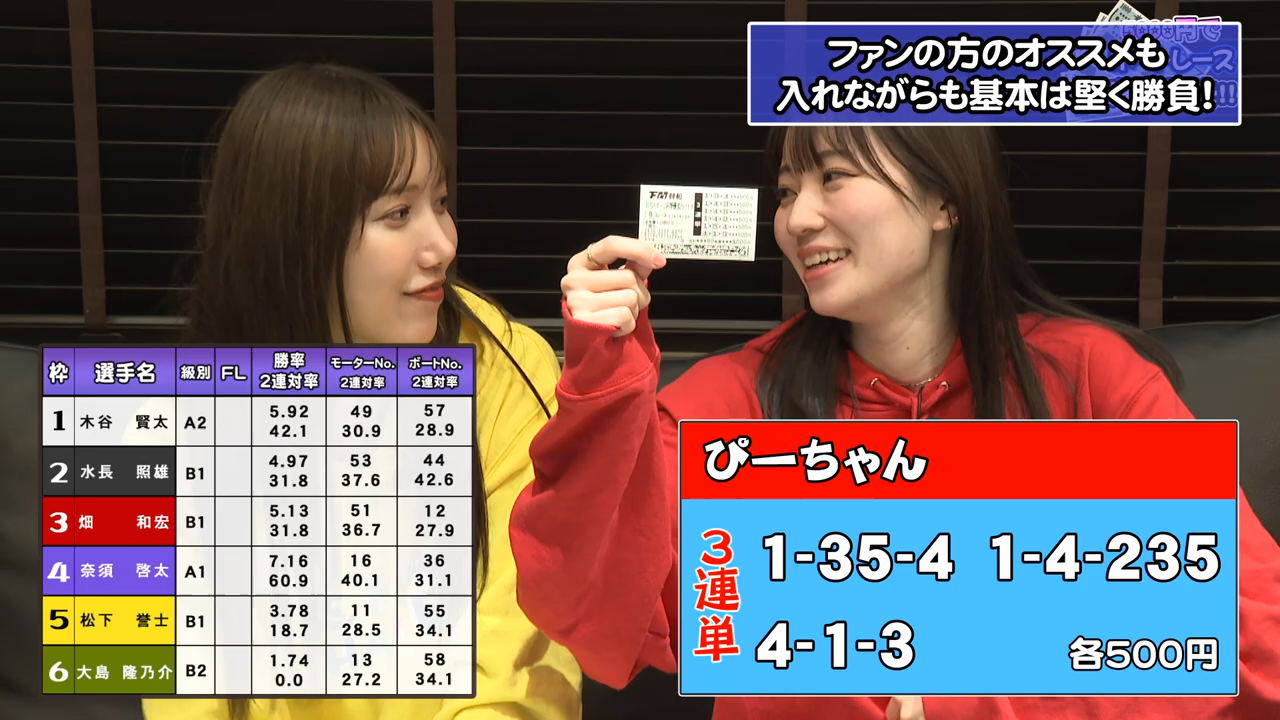 ファンの方のオススメも
入れながらも基本は堅く勝負!
枠 選手名 級別 FL 勝率 2連対率 モーターNo. 2連対率 ボートNo. 2連対率
1 木谷 賢太 A2 5.92 42.1 49 30.9 57 28.9
2 水長 照雄 B1 4.97 31.8 53 37.6 44 42.6
3 畑 和宏 B1 5.13 31.8 51 36.7 12 27.9
4 奈須 啓太 A1 7.16 60.9 16 40.1 36 31.1
5 松下 誉士 B1 3.78 18.7 11 28.5 55 34.1
6 大島 隆乃介 B2 1.74 0.0 13 27.2 58 34.1
ぴーちゃん
3連単
1-35-4 1-4-235
4-1-3 各500円
3連単